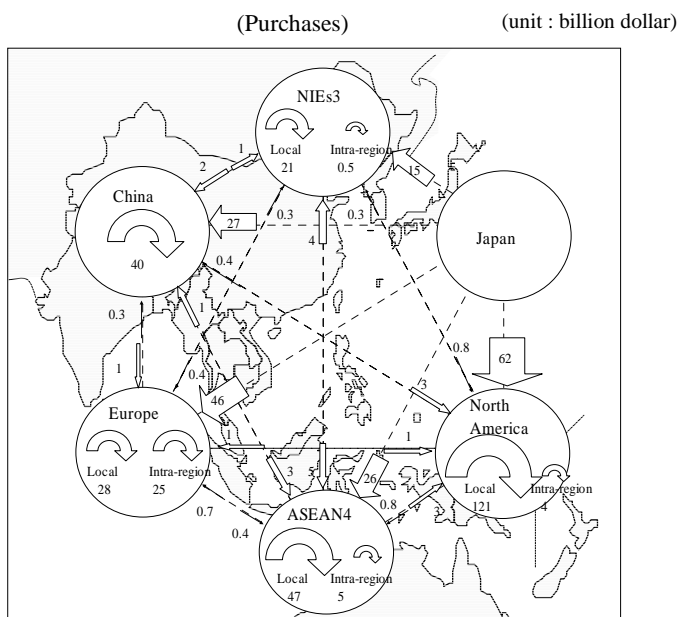 (Purchases)
(unit : billion dollar)
NIEs3
Local
21
Intra-region
0.5
1
2
15
China
40
27
0.3
0.3
4
Japan
0.4
0.3
1
0.8
62
1
0.4
46
3
Europe
Local
28
Intra-region
25
1
1
North
America
Local
121
Intra-region
4
3
5
26
0.8
3
0.7
0.4
ASEAN4
Local
47
Intra-region
5